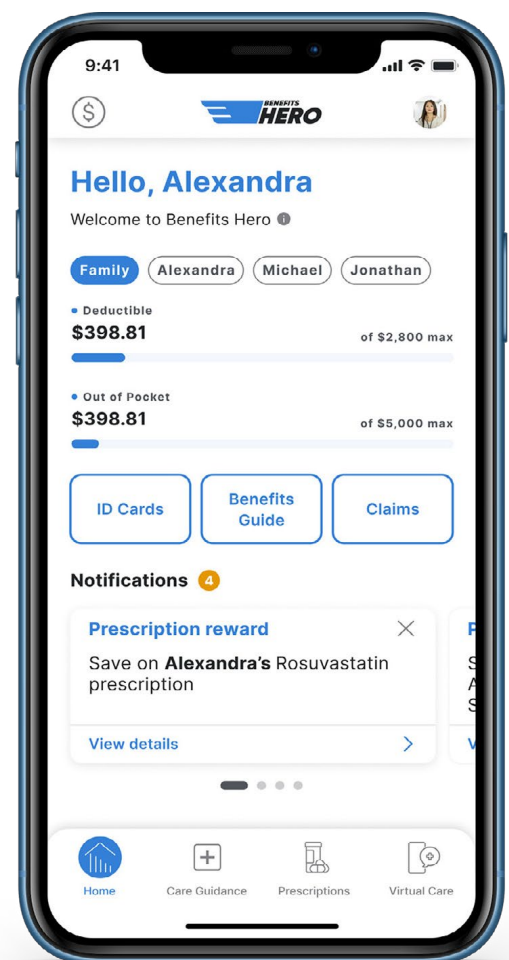 9:41
$
BENEFITS
HERO
Hello, Alexandra
Welcome to Benefits Hero
Family Alexandra Michael Jonathan
Deductible
$398.81 of $2,800 max
Out of Pocket
$398.81 of $5,000 max
ID Cards
Benefits
Guide
Claims
Notifications 4
Prescription reward
Save on Alexandra's Rosuvastatin
prescription
View details
Home Care Guidance Prescriptions Virtual Care